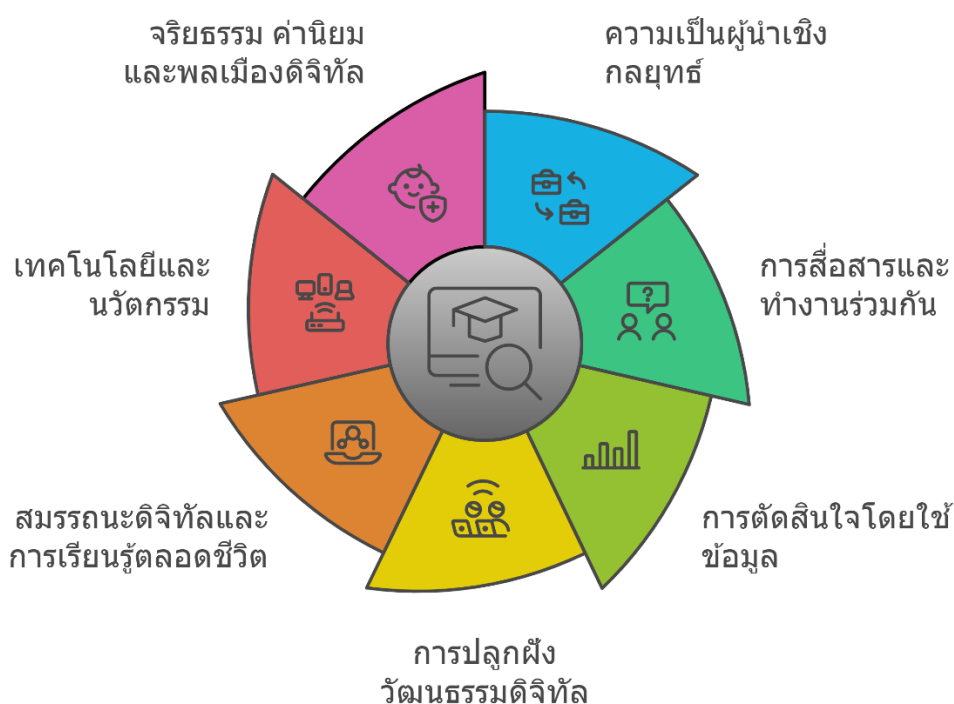 จริยธรรม ค่านิยม
และพลเมืองดิจิทัล
ความเป็นผู้นำเชิง
กลยุทธ์
การสื่อสารและ
ทำงานร่วมกัน
การตัดสินใจโดยใช้
ข้อมูล
การปลูกฝัง
วัฒนธรรมดิจิทัล
สมรรถนะดิจิทัลและ
การเรียนรู้ตลอดชีวิต
เทคโนโลยีและ
นวัตกรรม
?